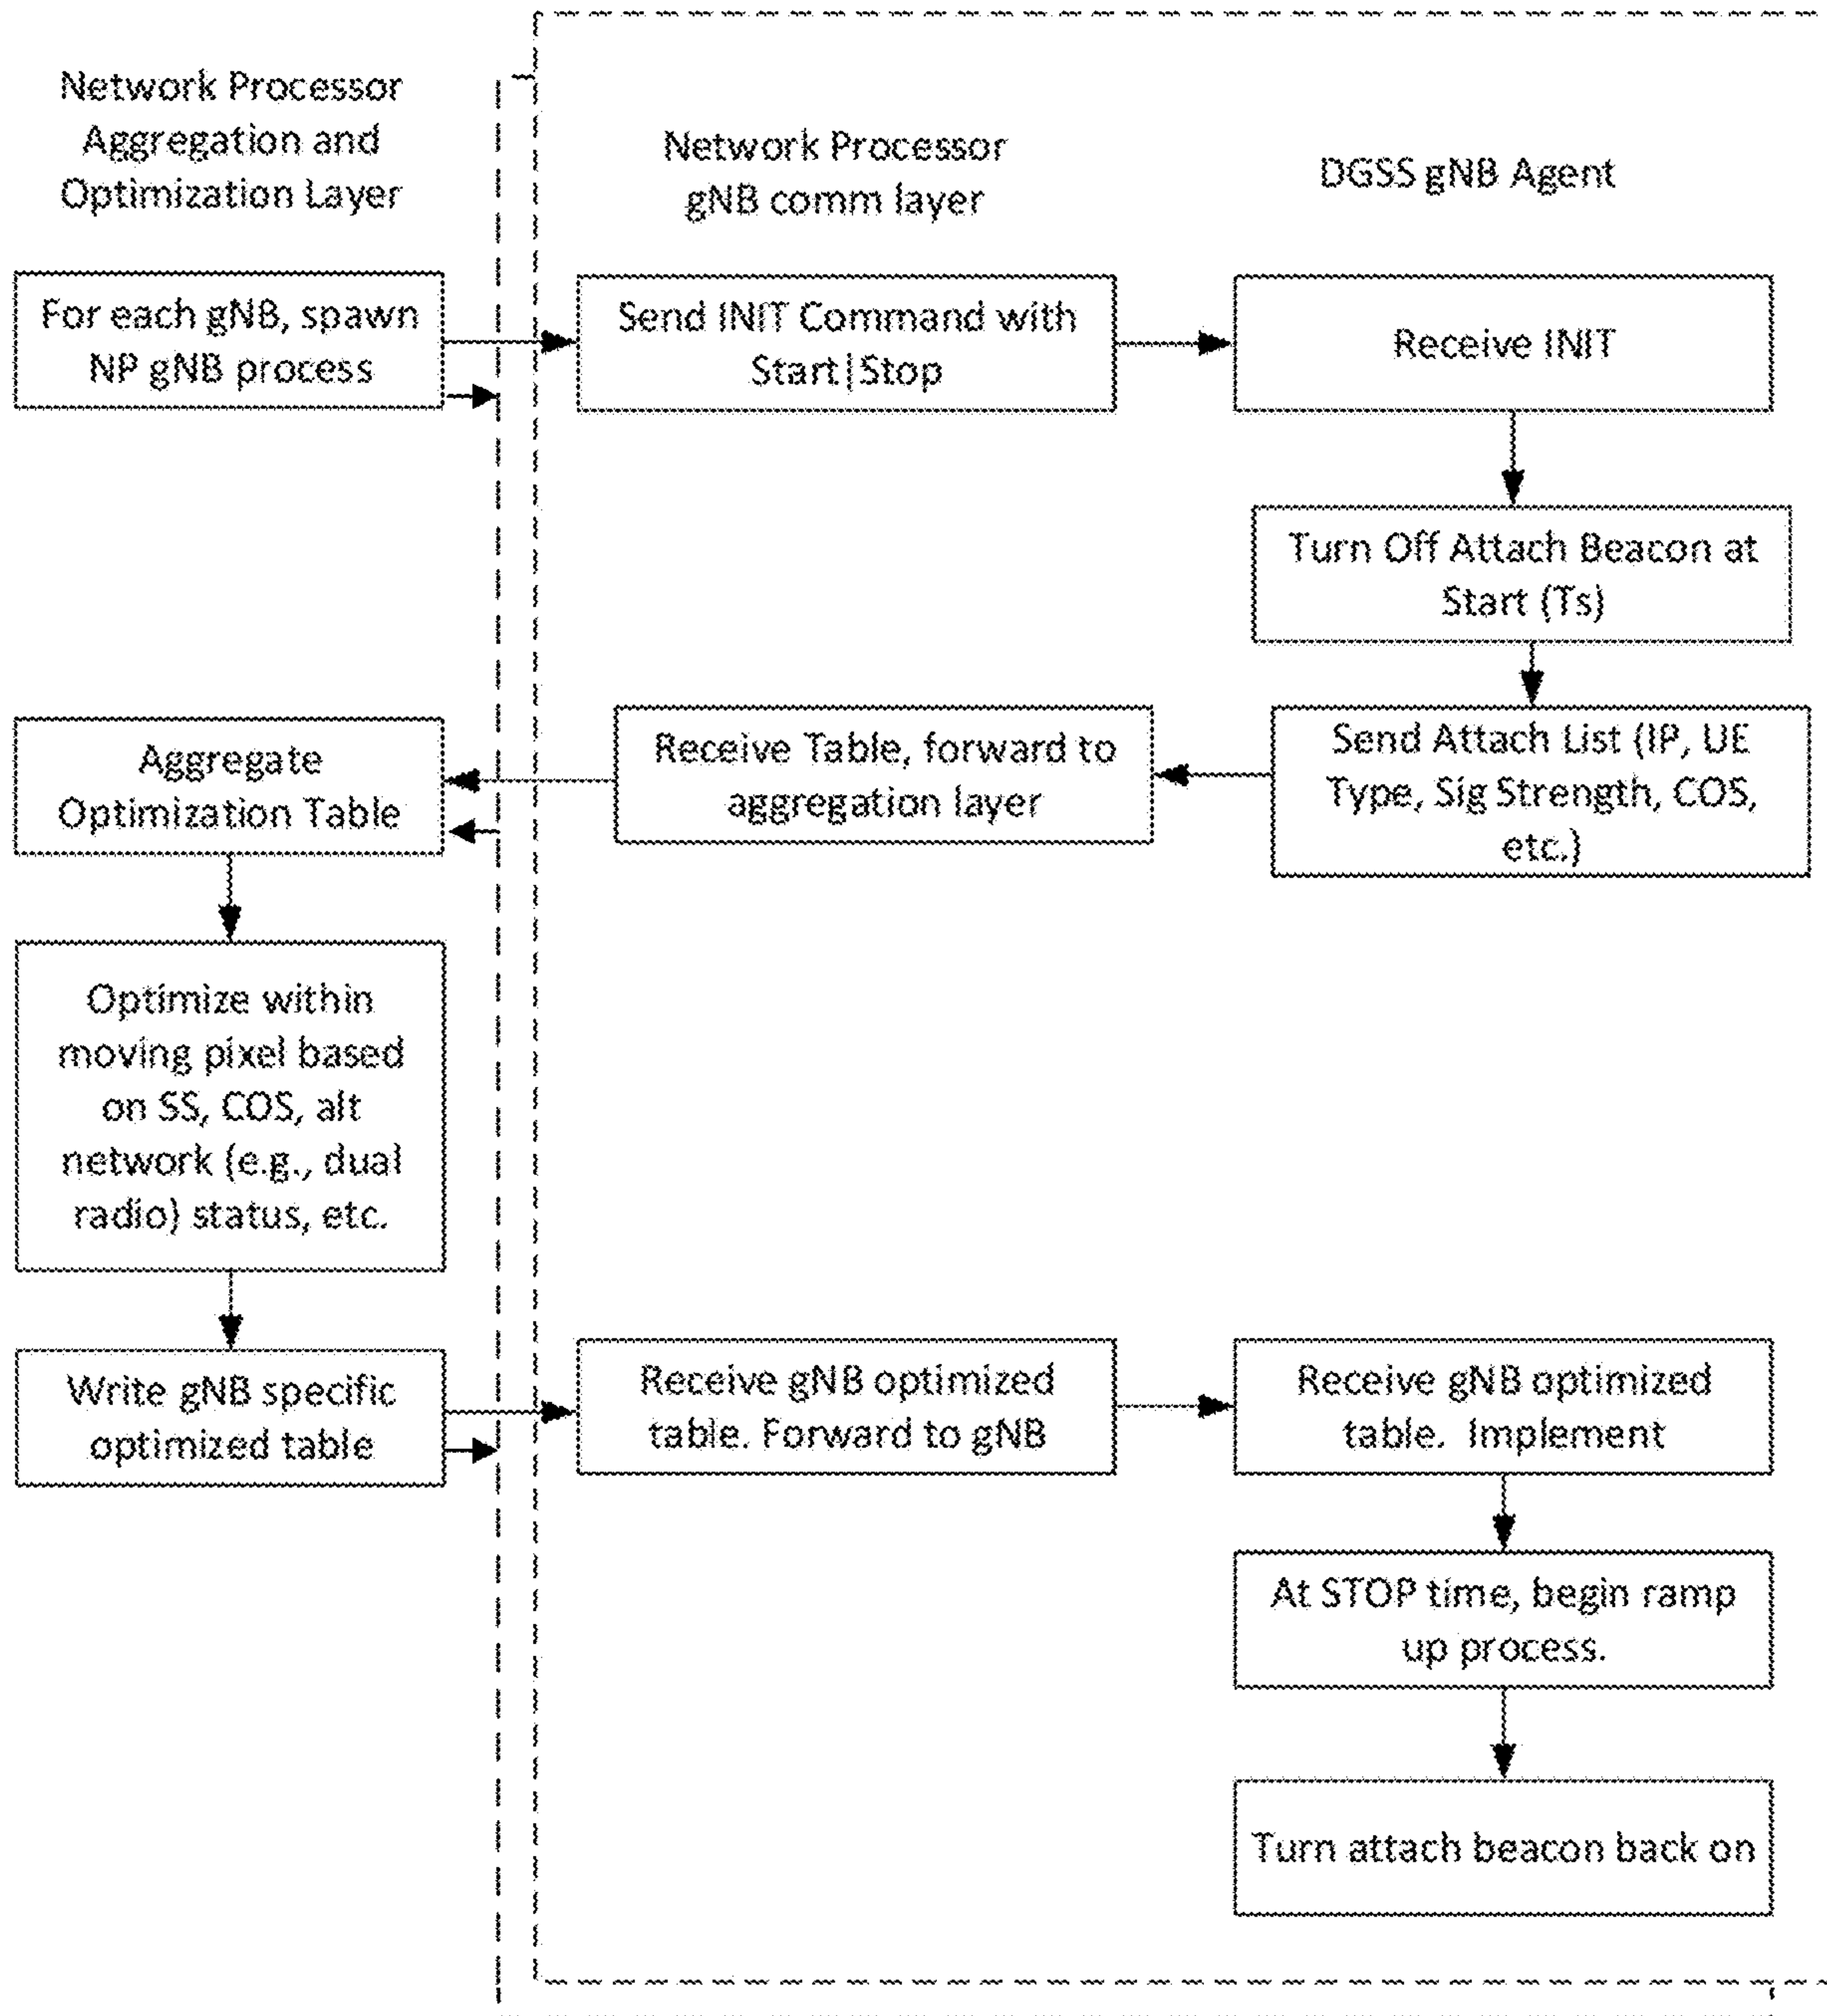 Network Processor
Aggregation and
Optimization Layer
Network Processor
gNB comm layer
DGSS gNB Agent
For each gNB, spawn
NP gNB process
Send INIT Command with
Start|Stop
Receive INIT
Turn Off Attach Beacon at
Start (Ts)
Send Attach List (IP, UE
Type, Sig Strength, COS,
etc.)
Receive Table, forward to
aggregation layer
Aggregate
Optimization Table
Optimize within
moving pixel based
on SS, COS, alt
network (e.g., dual
radio) status, etc.
Write gNB specific
optimized table
Receive gNB optimized
table. Forward to gNB
Receive gNB optimized
table.  Implement
At STOP time, begin ramp
up process.
Turn attach beacon back on